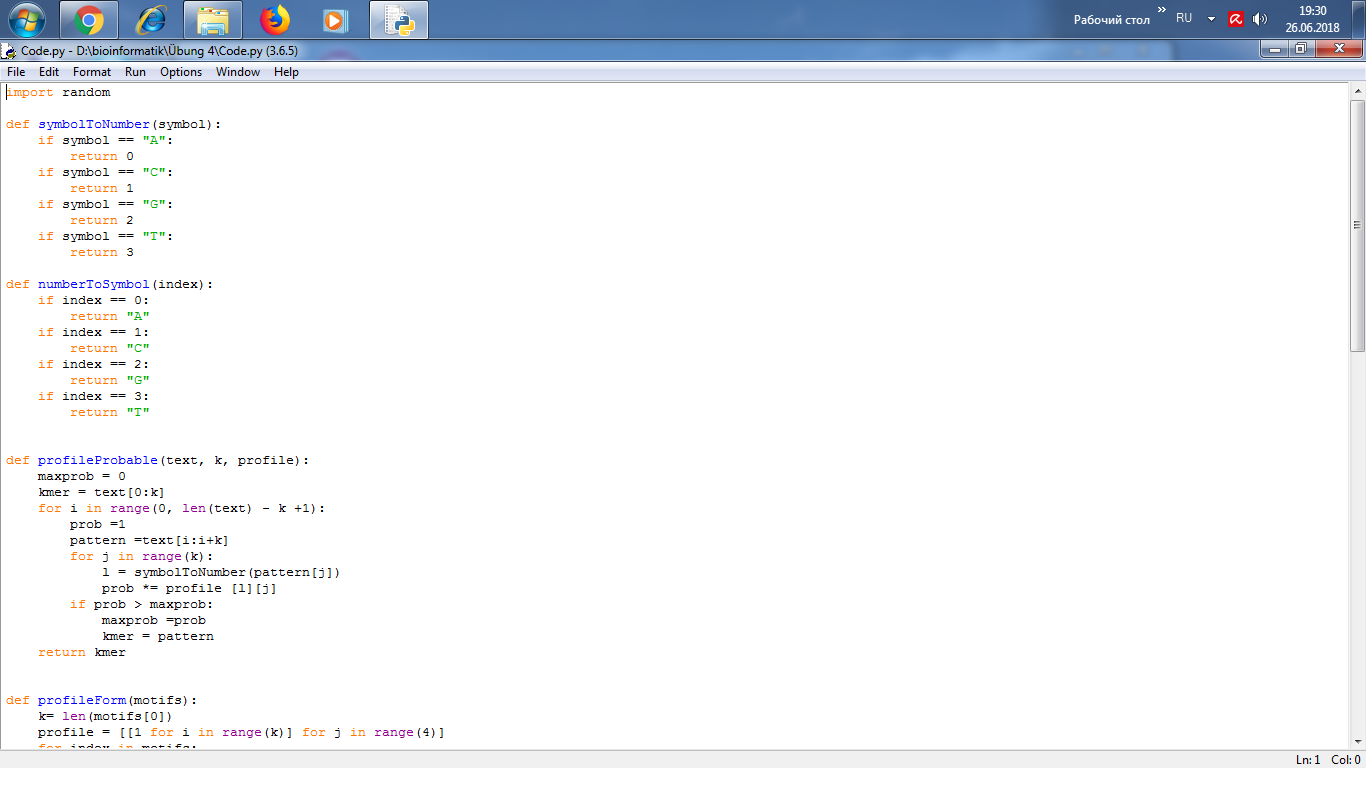 Рабочий стол » RU 19:30
26.06.2018
Code.py - D:\bioinformatik\Übung 4\Code.py (3.6.5)
File Edit Format Run Options Window Help
import random

def symbolToNumber(symbol):
    if symbol == "A":
        return 0
    if symbol == "C":
        return 1
    if symbol == "G":
        return 2
    if symbol == "T":
        return 3

def numberToSymbol(index):
    if index == 0:
        return "A"
    if index == 1:
        return "C"
    if index == 2:
        return "G"
    if index == 3:
        return "T"


def profileProbable(text, k, profile):
    maxprob = 0
    kmer = text[0:k]
    for i in range(0, len(text) - k +1):
        prob =1
        pattern =text[i:i+k]
        for j in range(k):
            l = symbolToNumber(pattern[j])
            prob *= profile [l][j]
        if prob > maxprob:
            maxprob =prob
            kmer = pattern
    return kmer


def profileForm(motifs):
    k= len(motifs[0])
    profile = [[1 for i in range(k)] for j in range(4)]
    for index in motifs:
Ln: 1 Col: 0